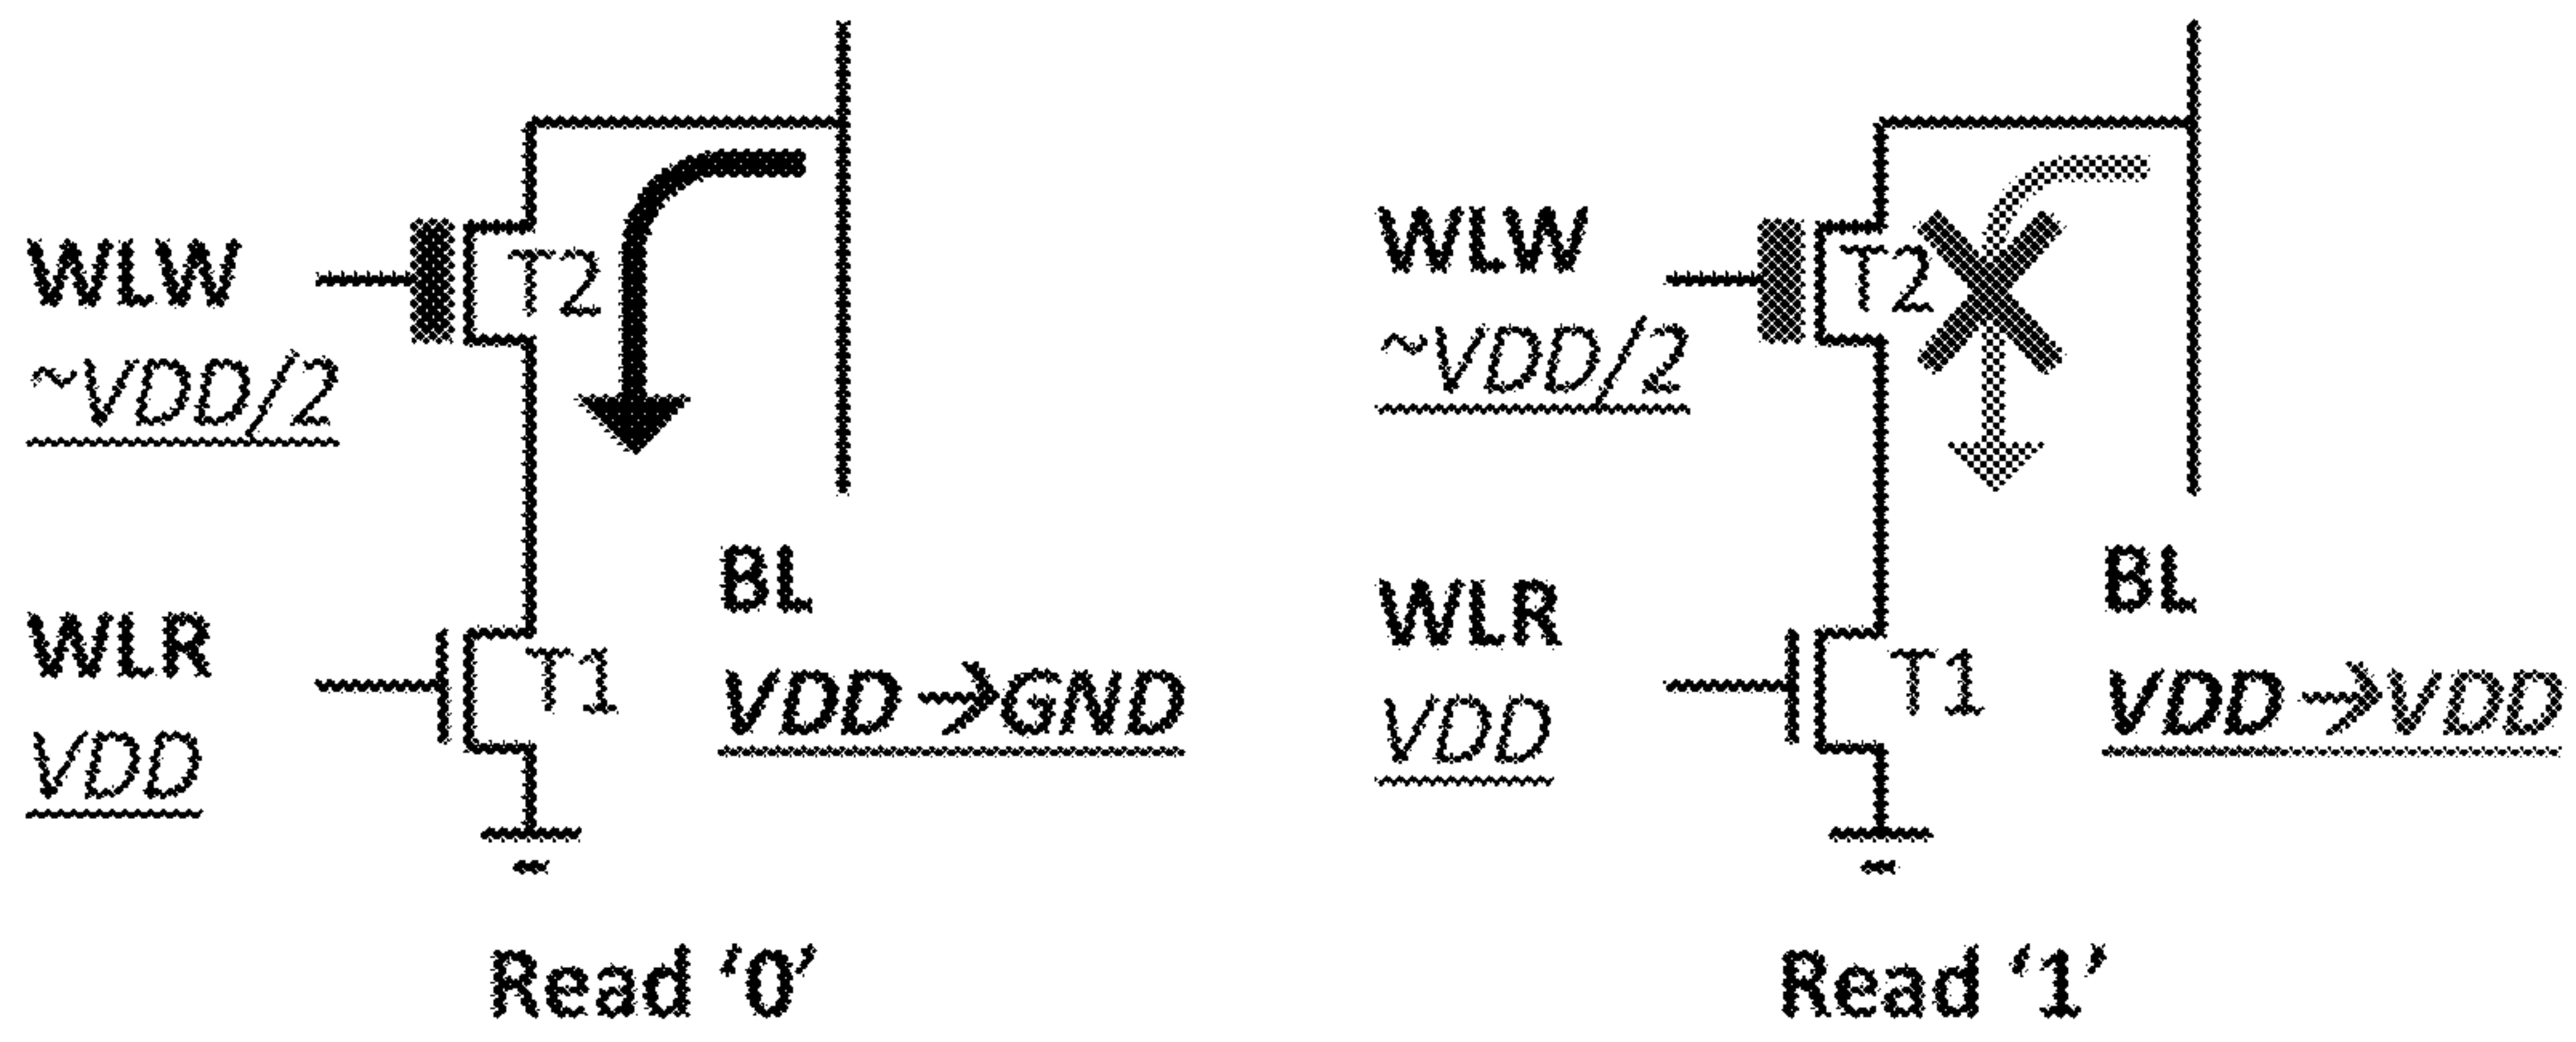 WLW
~VDD/2
T2
WLR
VDD
T1
BL
VDD→GND
Read ‘0’
WLW
~VDD/2
T2
WLR
VDD
T1
BL
VDD→VDD
Read ‘1’